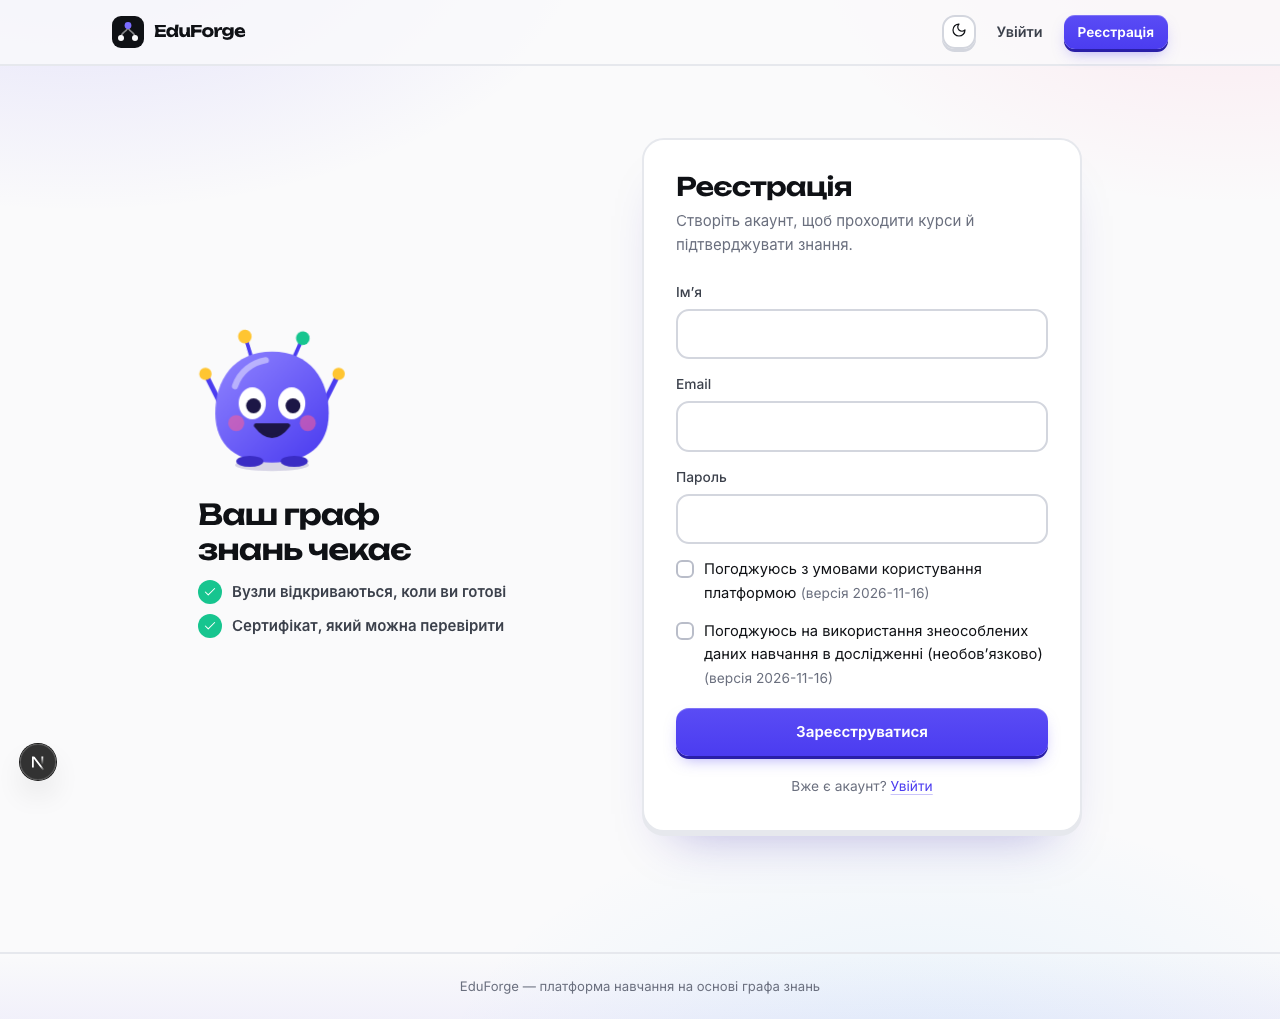 EduForge
Увійти
Реєстрація
Ваш граф
знань чекає
Вузли відкриваються, коли ви готові
Сертифікат, який можна перевірити
Реєстрація
Створіть акаунт, щоб проходити курси й
підтверджувати знання.
Ім’я
Email
Пароль
Погоджуюсь з умовами користування
платформою (версія 2026-11-16)
Погоджуюсь на використання знеособлених
даних навчання в дослідженні (необов’язково)
(версія 2026-11-16)
Зареєструватися
Вже є акаунт? Увійти
N
EduForge — платформа навчання на основі графа знань